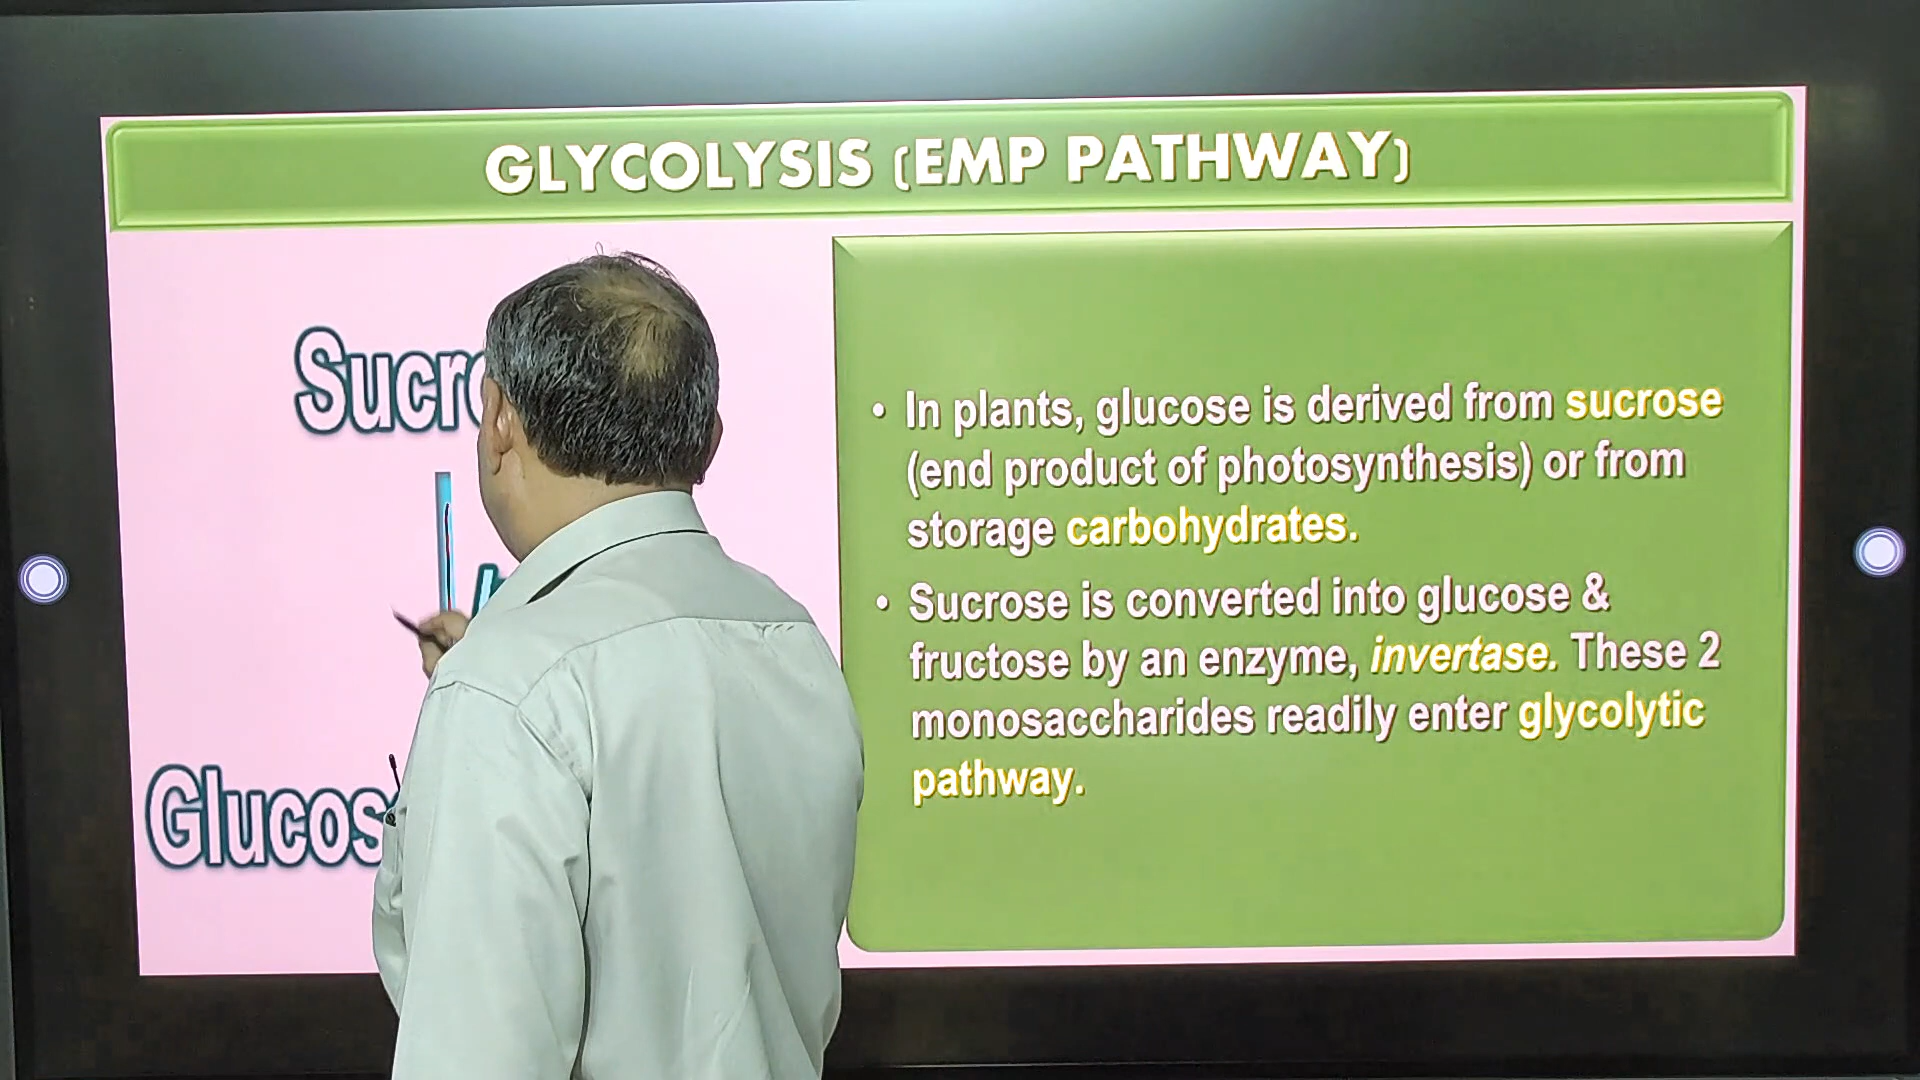 GLYCOLYSIS (EMP PATHWAY)
• In plants, glucose is derived from sucrose
(end product of photosynthesis) or from
storage carbohydrates.
• Sucrose is converted into glucose &
fructose by an enzyme, invertase. These 2
monosaccharides readily enter glycolytic
pathway.